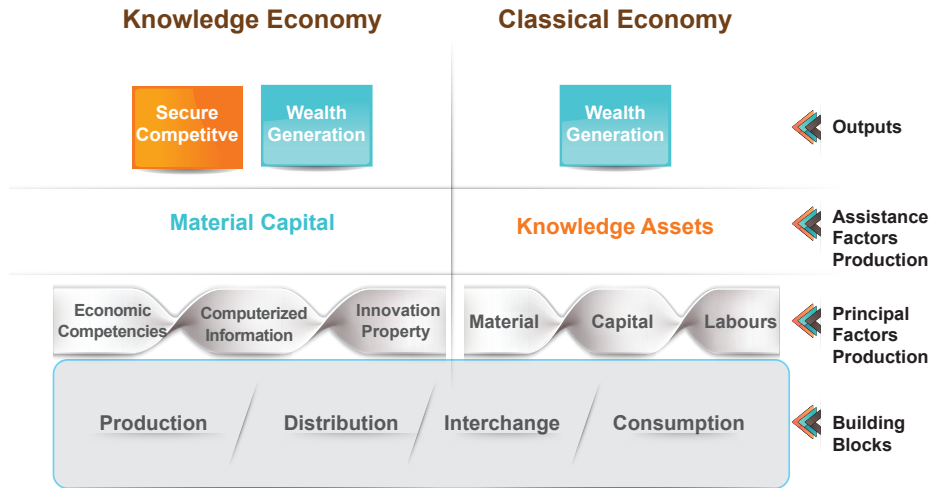 Knowledge Economy
Classical Economy
Secure
Competitve
Wealth
Generation
Wealth
Generation
Outputs
Material Capital
Knowledge Assets
Assistance
Factors
Production
Economic
Competencies
Computerized
Information
Innovation
Property
Material
Capital
Labours
Principal
Factors
Production
Production
Distribution
Interchange
Consumption
Building
Blocks